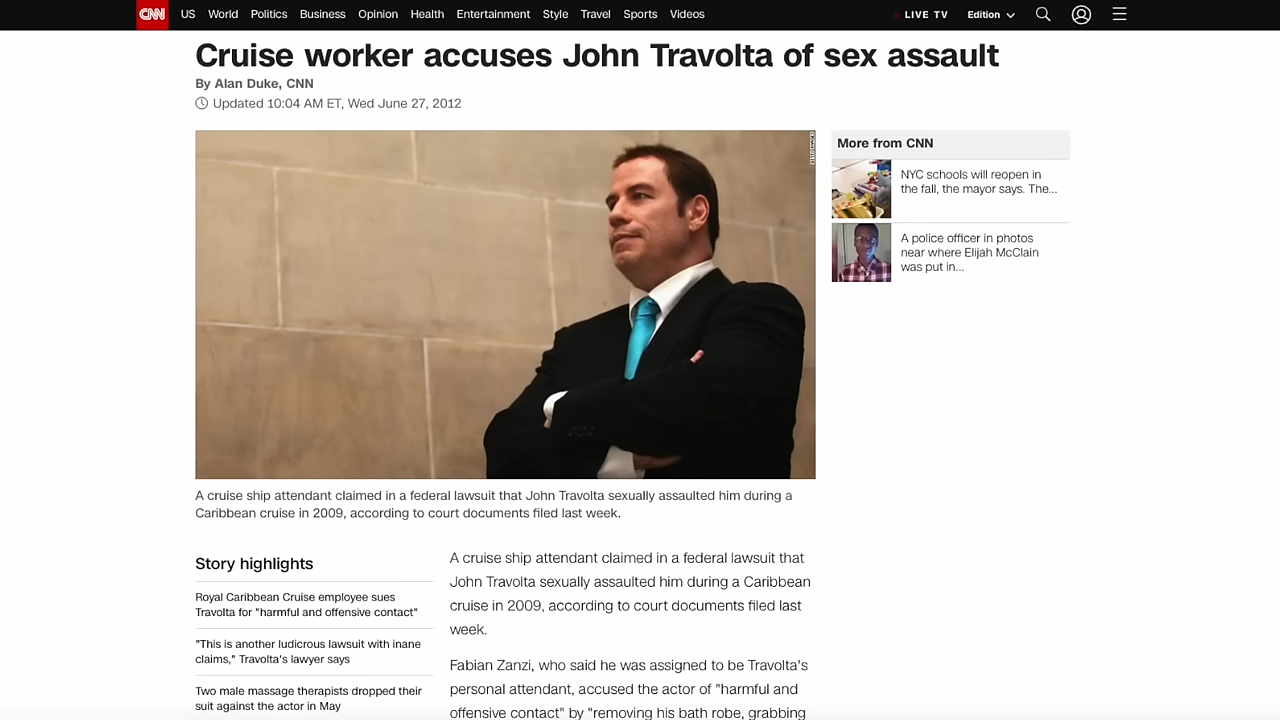 CNN US World Politics Business Opinion Health Entertainment Style Travel Sports Videos LIVE TV Edition
Cruise worker accuses John Travolta of sex assault
By Alan Duke, CNN
Updated 10:04 AM ET, Wed June 27, 2012
A cruise ship attendant claimed in a federal lawsuit that John Travolta sexually assaulted him during a
Caribbean cruise in 2009, according to court documents filed last week.
Story highlights
Royal Caribbean Cruise employee sues
Travolta for "harmful and offensive contact"
"This is another ludicrous lawsuit with inane
claims," Travolta's lawyer says
Two male massage therapists dropped their
suit against the actor in May
A cruise ship attendant claimed in a federal lawsuit that
John Travolta sexually assaulted him during a Caribbean
cruise in 2009, according to court documents filed last
week.
Fabian Zanzi, who said he was assigned to be Travolta's
personal attendant, accused the actor of "harmful and
offensive contact" by "removing his bath robe, grabbing
More from CNN
NYC schools will reopen in
the fall, the mayor says. The...
A police officer in photos
near where Elijah McClain
was put in...